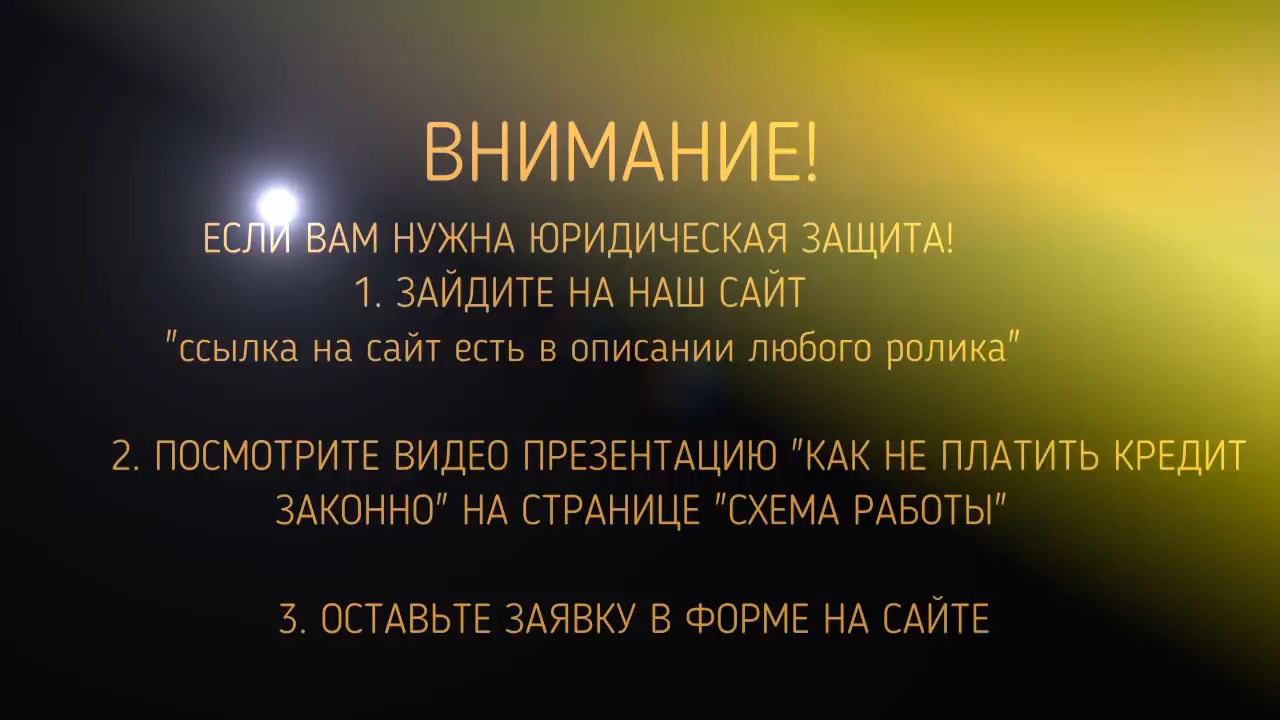 ВНИМАНИЕ!
ЕСЛИ ВАМ НУЖНА ЮРИДИЧЕСКАЯ ЗАЩИТА!
1. ЗАЙДИТЕ НА НАШ САЙТ
"ссылка на сайт есть в описании любого ролика"
2. ПОСМОТРИТЕ ВИДЕО ПРЕЗЕНТАЦИЮ "КАК НЕ ПЛАТИТЬ КРЕДИТ
ЗАКОННО" НА СТРАНИЦЕ "СХЕМА РАБОТЫ"
3. ОСТАВЬТЕ ЗАЯВКУ В ФОРМЕ НА САЙТЕ